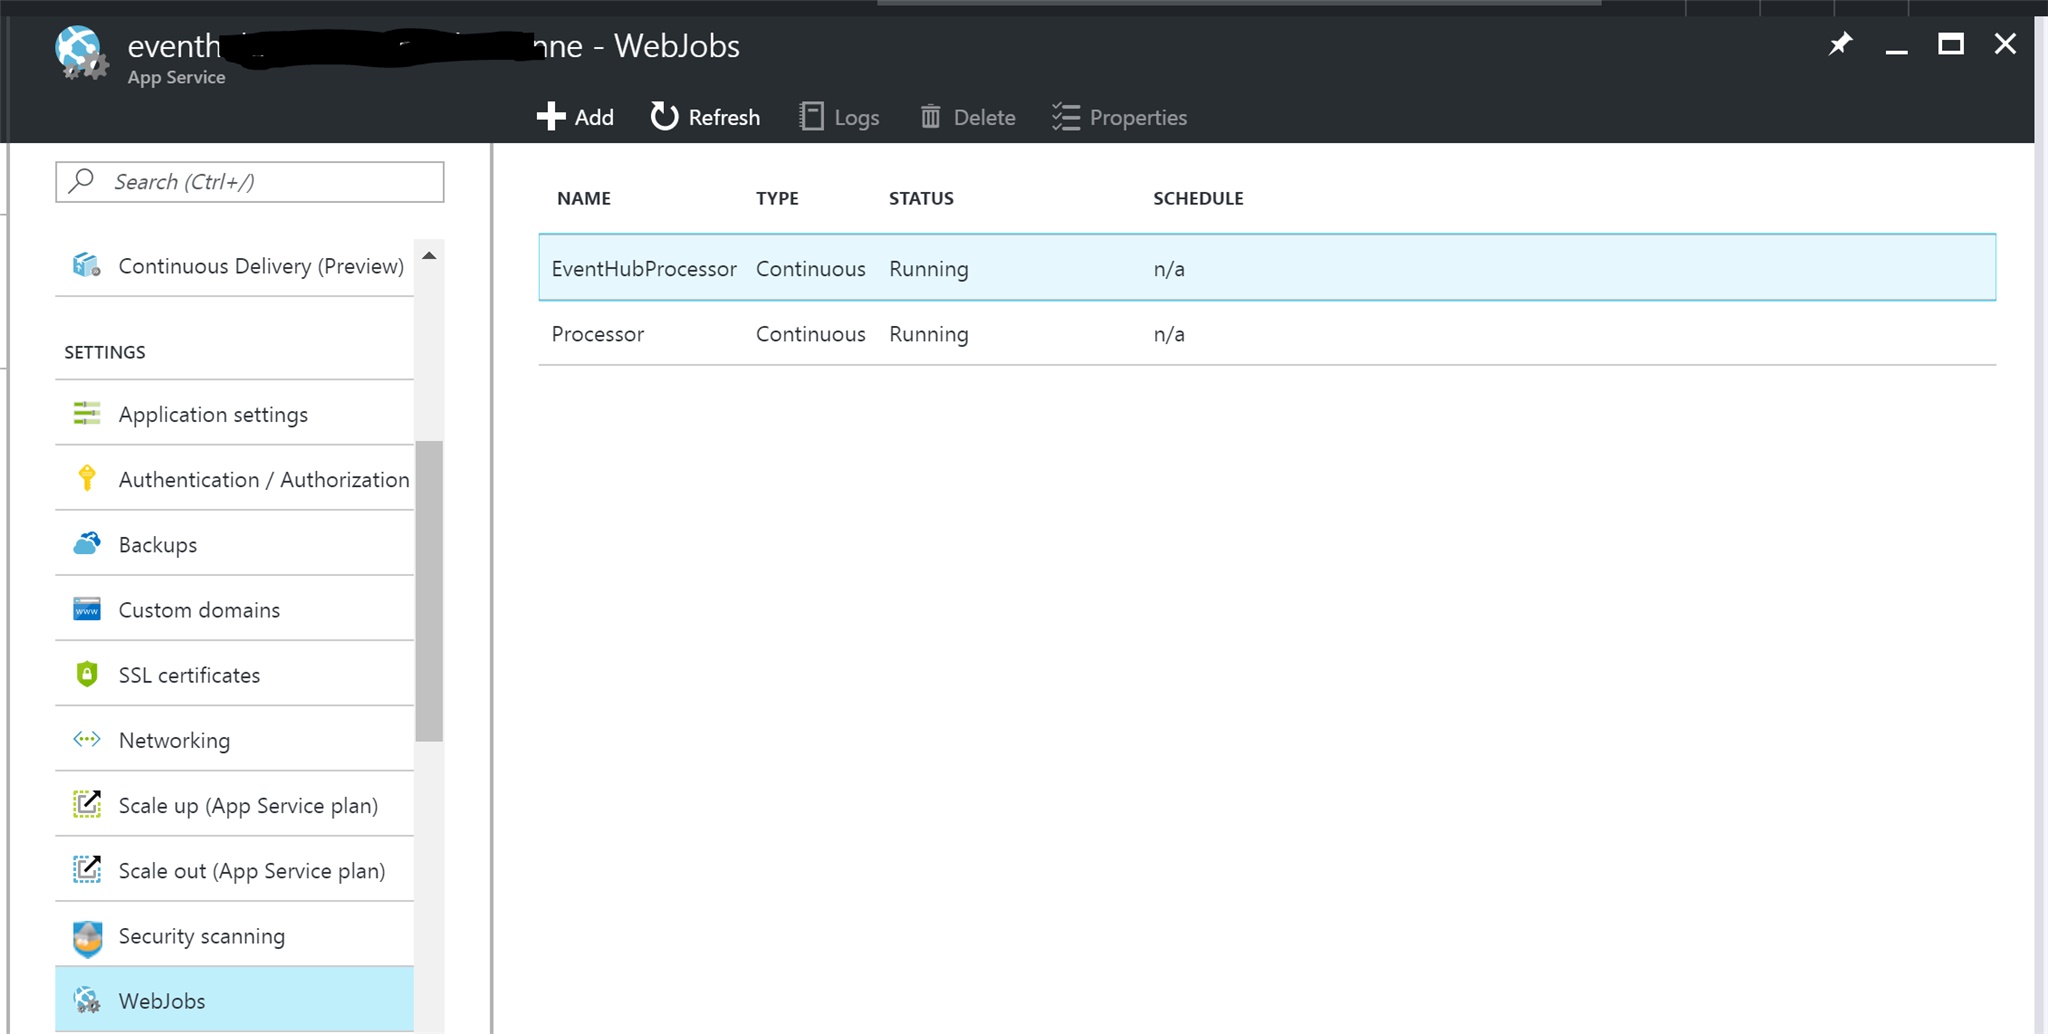 eventh nne - WebJobs
App Service
Add Refresh Logs Delete Properties
Search (Ctrl+/)
Continuous Delivery (Preview)
SETTINGS
Application settings
Authentication / Authorization
Backups
Custom domains
SSL certificates
Networking
Scale up (App Service plan)
Scale out (App Service plan)
Security scanning
WebJobs
NAME TYPE STATUS SCHEDULE
EventHubProcessor Continuous Running n/a
Processor Continuous Running n/a